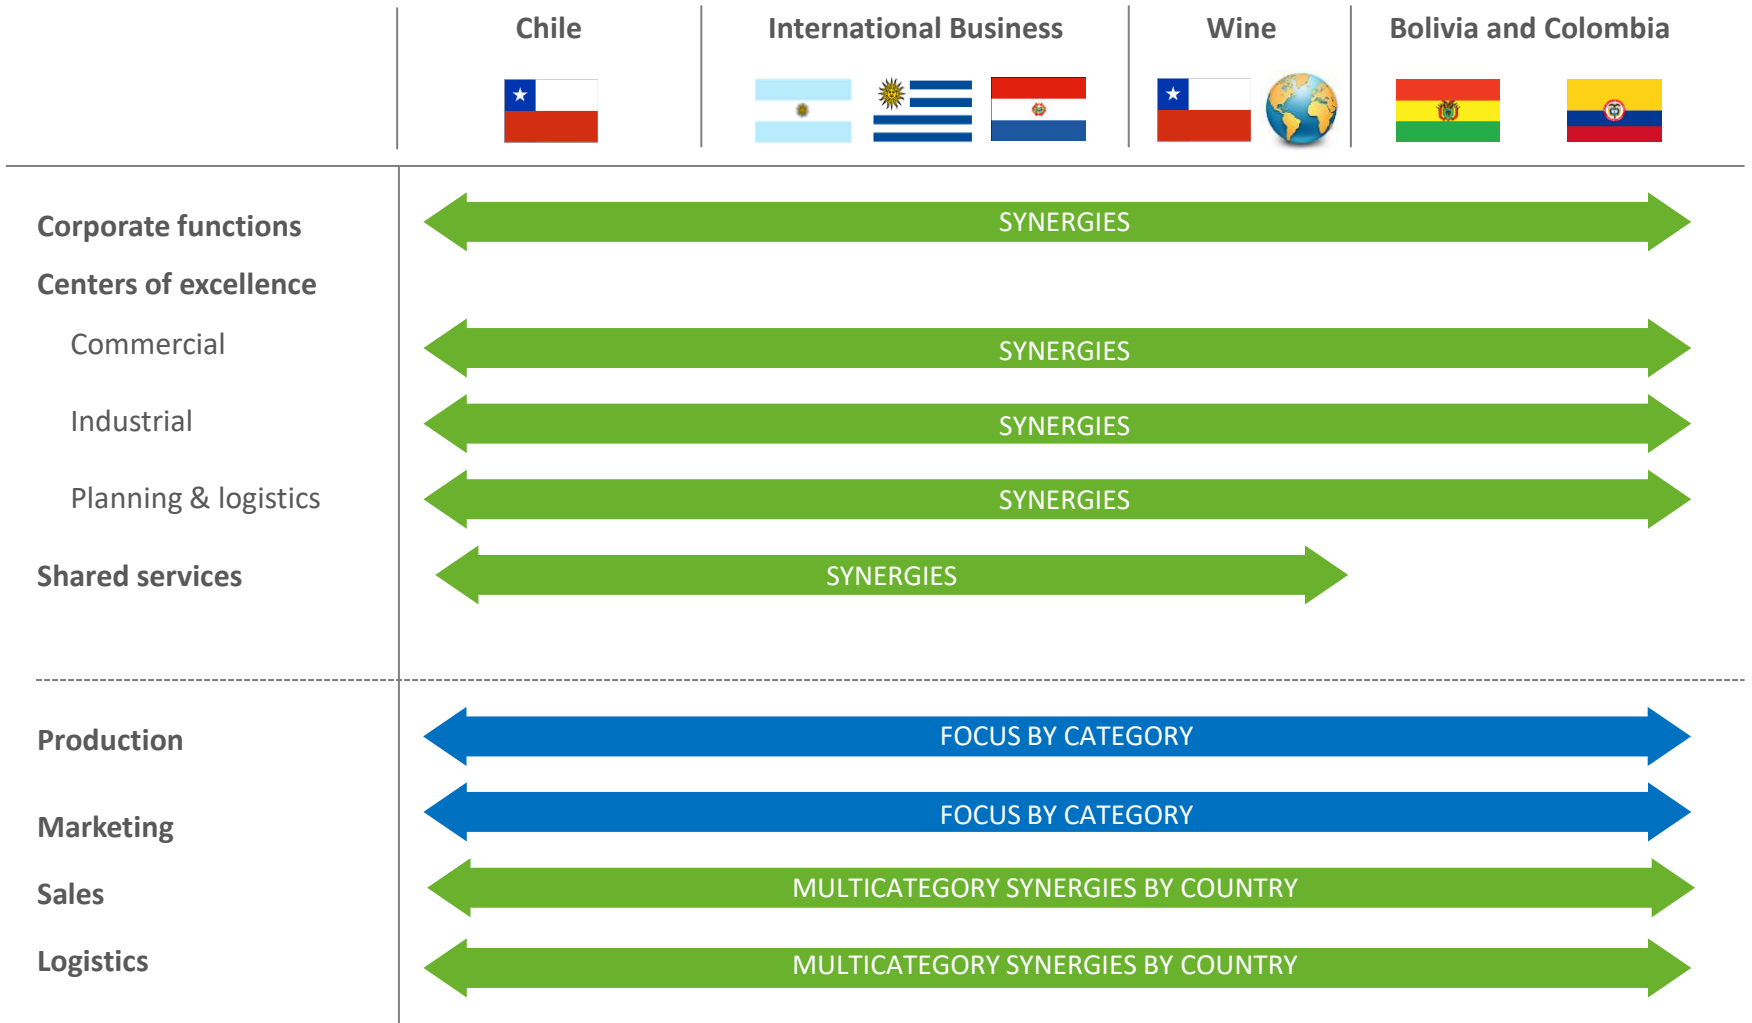 Chile
International Business
Wine
Bolivia and Colombia
Corporate functions
SYNERGIES
Centers of excellence
Commercial
SYNERGIES
Industrial
SYNERGIES
Planning & logistics
SYNERGIES
Shared services
SYNERGIES
Production
FOCUS BY CATEGORY
Marketing
FOCUS BY CATEGORY
Sales
MULTICATEGORY SYNERGIES BY COUNTRY
Logistics
MULTICATEGORY SYNERGIES BY COUNTRY